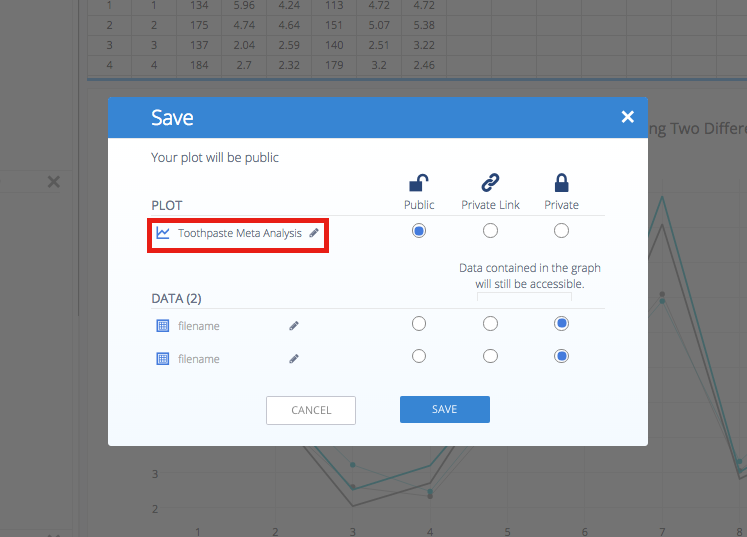 1 1 134 5.96 4.24 113 4.72 4.72
2 2 175 4.74 4.64 151 5.07 5.38
3 3 137 2.04 2.59 140 2.51 3.22
4 4 184 2.7 2.32 179 3.2 2.46
ng Two Differe
Save
Your plot will be public
PLOT Public Private Link Private
Toothpaste Meta Analysis
Data contained in the graph
will still be accessible.
DATA (2)
filename
filename
CANCEL SAVE
3
2
1 2 3 4 5 6 7 8